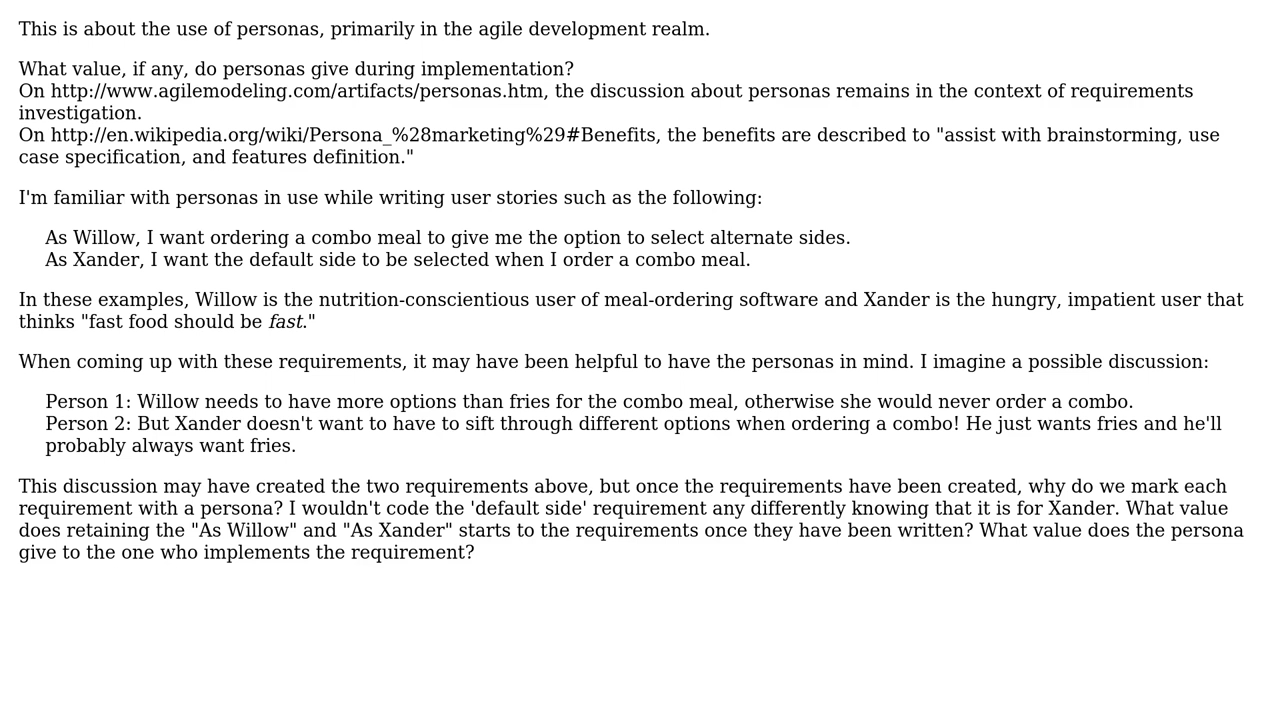 This is about the use of personas, primarily in the agile development realm.
What value, if any, do personas give during implementation?
On http://www.agilemodeling.com/artifacts/personas.htm, the discussion about personas remains in the context of requirements
investigation.
On http://en.wikipedia.org/wiki/Persona_%28marketing%29#Benefits, the benefits are described to "assist with brainstorming, use
case specification, and features definition."
I'm familiar with personas in use while writing user stories such as the following:
As Willow, I want ordering a combo meal to give me the option to select alternate sides.
As Xander, I want the default side to be selected when I order a combo meal.
In these examples, Willow is the nutrition-conscientious user of meal-ordering software and Xander is the hungry, impatient user that
thinks "fast food should be fast."
When coming up with these requirements, it may have been helpful to have the personas in mind. I imagine a possible discussion:
Person 1: Willow needs to have more options than fries for the combo meal, otherwise she would never order a combo.
Person 2: But Xander doesn't want to have to sift through different options when ordering a combo! He just wants fries and he'll
probably always want fries.
This discussion may have created the two requirements above, but once the requirements have been created, why do we mark each
requirement with a persona? I wouldn't code the 'default side' requirement any differently knowing that it is for Xander. What value
does retaining the "As Willow" and "As Xander" starts to the requirements once they have been written? What value does the persona
give to the one who implements the requirement?